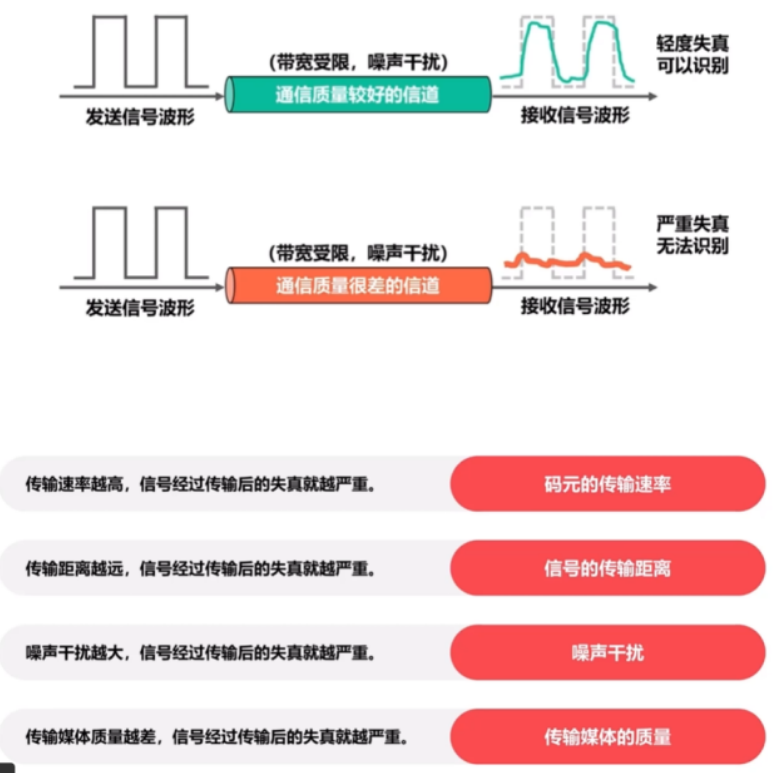 （带宽受限，噪声干扰）
通信质量较好的信道
发送信号波形
接收信号波形
轻度失真
可以识别
（带宽受限，噪声干扰）
通信质量很差的信道
发送信号波形
接收信号波形
严重失真
无法识别
传输速率越高，信号经过传输后的失真就越严重。
码元的传输速率
传输距离越远，信号经过传输后的失真就越严重。
信号的传输距离
噪声干扰越大，信号经过传输后的失真就越严重。
噪声干扰
传输媒体质量越差，信号经过传输后的失真就越严重。
传输媒体的质量